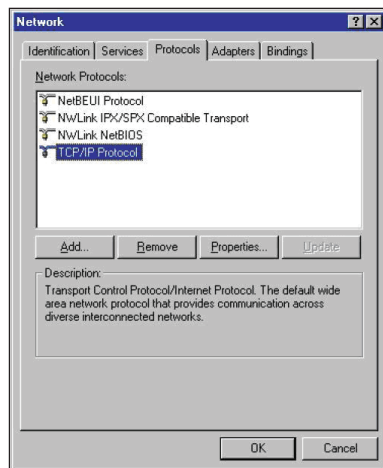 Network
Identification Services Protocols Adapters Bindings
Network Protocols:
NetBEUI Protocol
NWLink IPX/SPX Compatible Transport
NWLink NetBIOS
TCP/IP Protocol
Add... Remove Properties... Update
Description:
Transport Control Protocol/Internet Protocol. The default wide
area network protocol that provides communication across
diverse interconnected networks.
OK Cancel